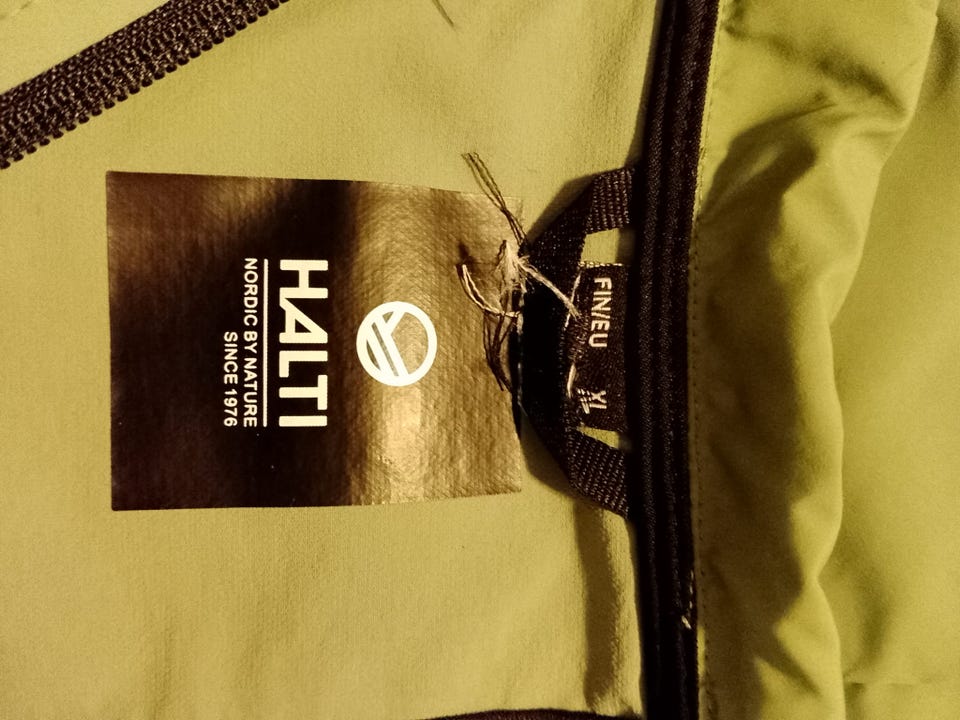 FIN/EU XL
HALTI
NORDIC BY NATURE
SINCE 1976